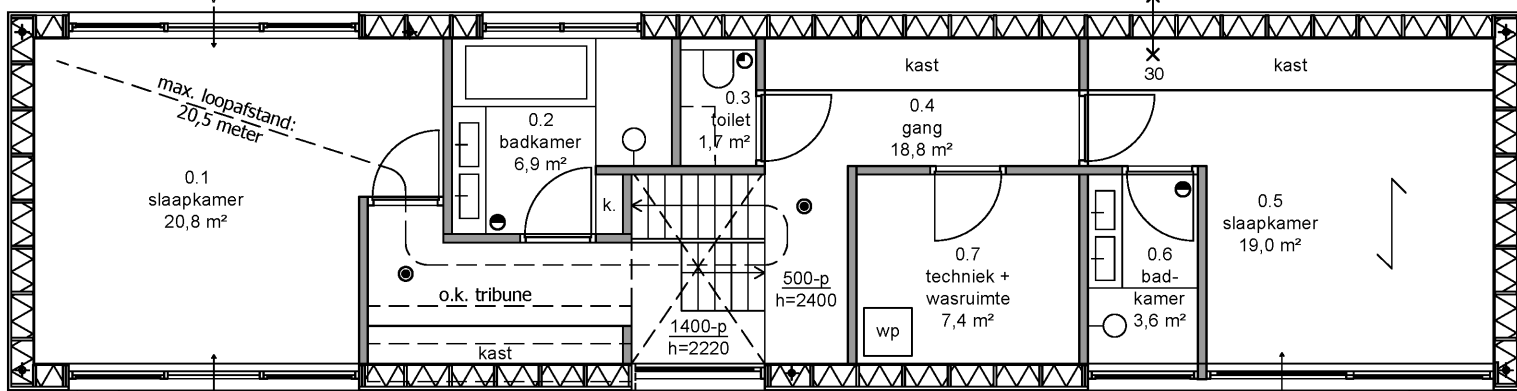 max. loopafstand:
20,5 meter
0.1
slaapkamer
20,8 m²
0.2
badkamer
6,9 m²
k.
0.3
toilet
1,7 m²
kast
0.4
gang
18,8 m²
30
kast
0.5
slaapkamer
19,0 m²
0.6
bad-
kamer
3,6 m²
0.7
techniek +
wasruimte
7,4 m²
wp
500-p
h=2400
1400-p
h=2220
o.k. tribune
kast